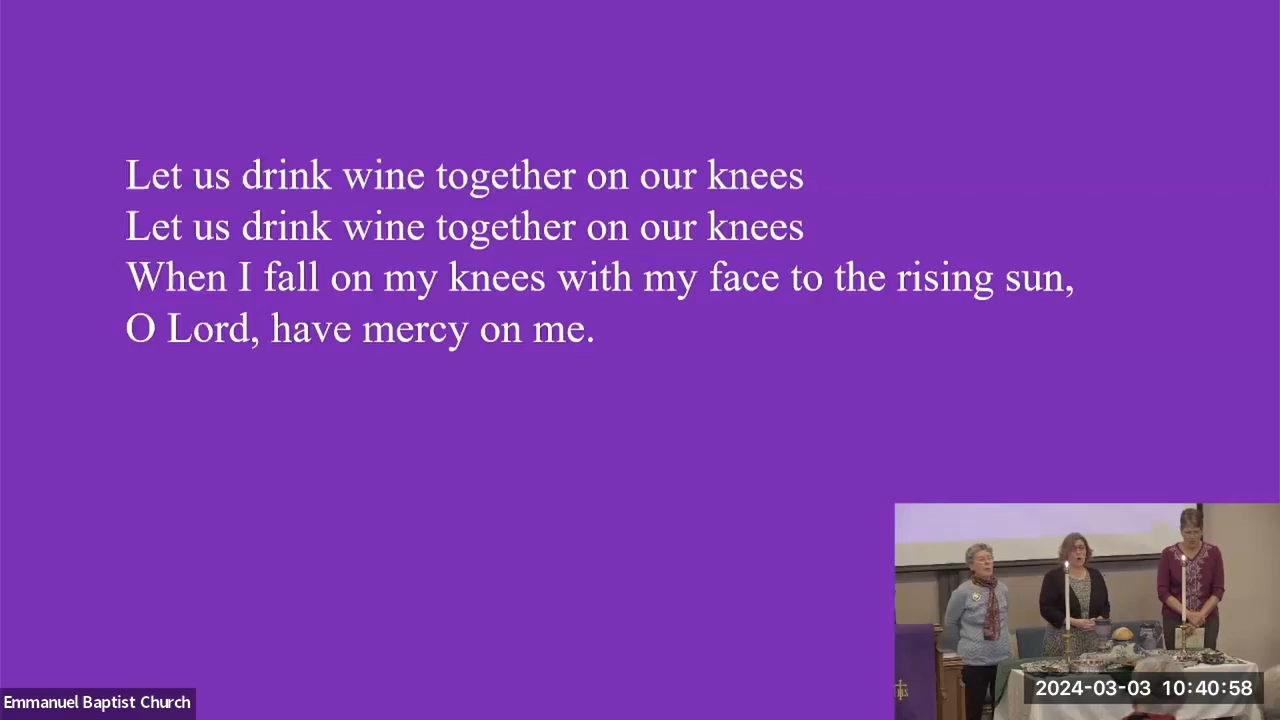 Let us drink wine together on our knees
Let us drink wine together on our knees
When I fall on my knees with my face to the rising sun,
O Lord, have mercy on me.
Emmanuel Baptist Church
2024-03-03 10:40:58